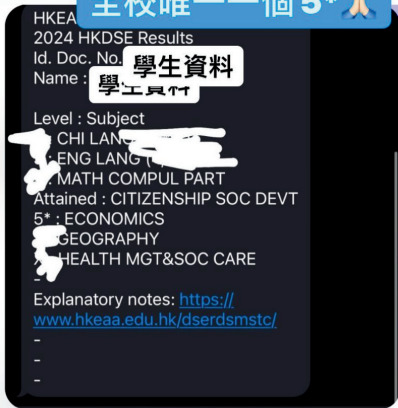 全校唯一一個5*🙏🏻
HKEA
2024 HKDSE Results
Id. Doc. No.
學生資料
Name :
學生資料
Level : Subject
: CHI LANG
: ENG LANG (
: MATH COMPUL PART
Attained : CITIZENSHIP SOC DEVT
5* : ECONOMICS
GEOGRAPHY
HEALTH MGT&SOC CARE
-
Explanatory notes: https://
www.hkeaa.edu.hk/dserdsmstc/
-
-
-